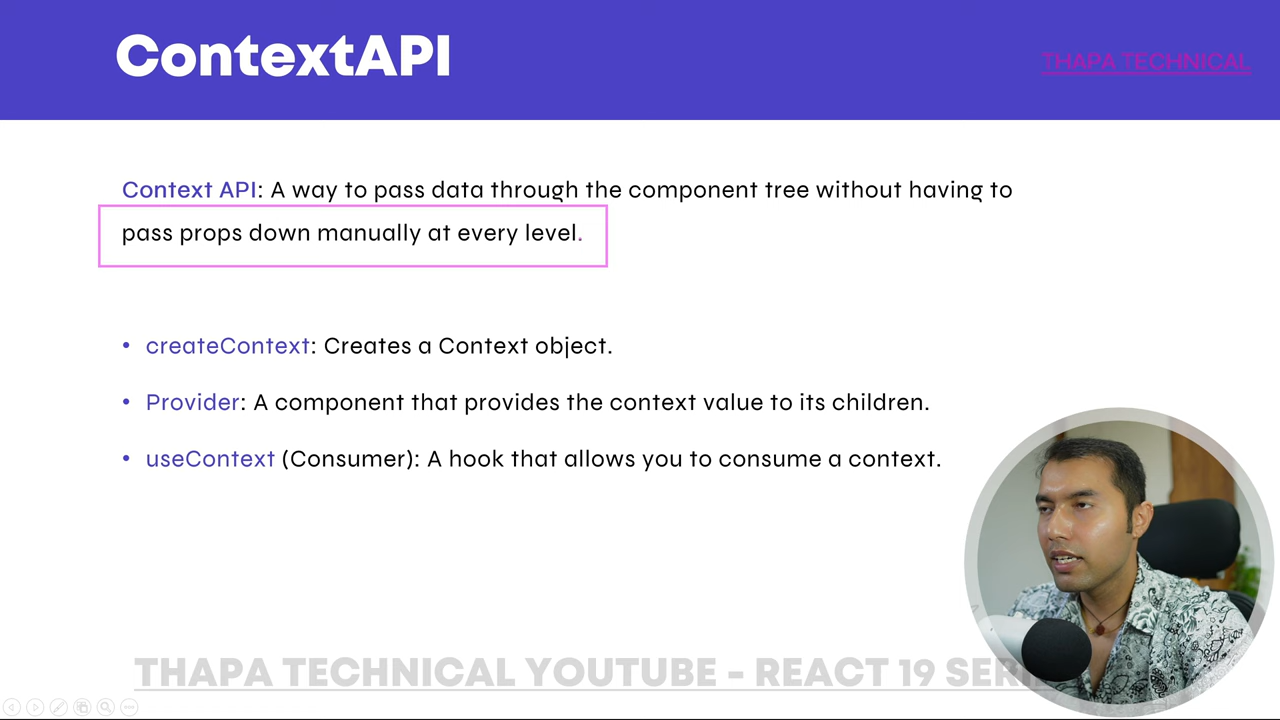 ContextAPI
THAPA TECHNICAL
Context API: A way to pass data through the component tree without having to
pass props down manually at every level.
• createContext: Creates a Context object.
• Provider: A component that provides the context value to its children.
• useContext (Consumer): A hook that allows you to consume a context.
THAPA TECHNICAL YOUTUBE - REACT 19